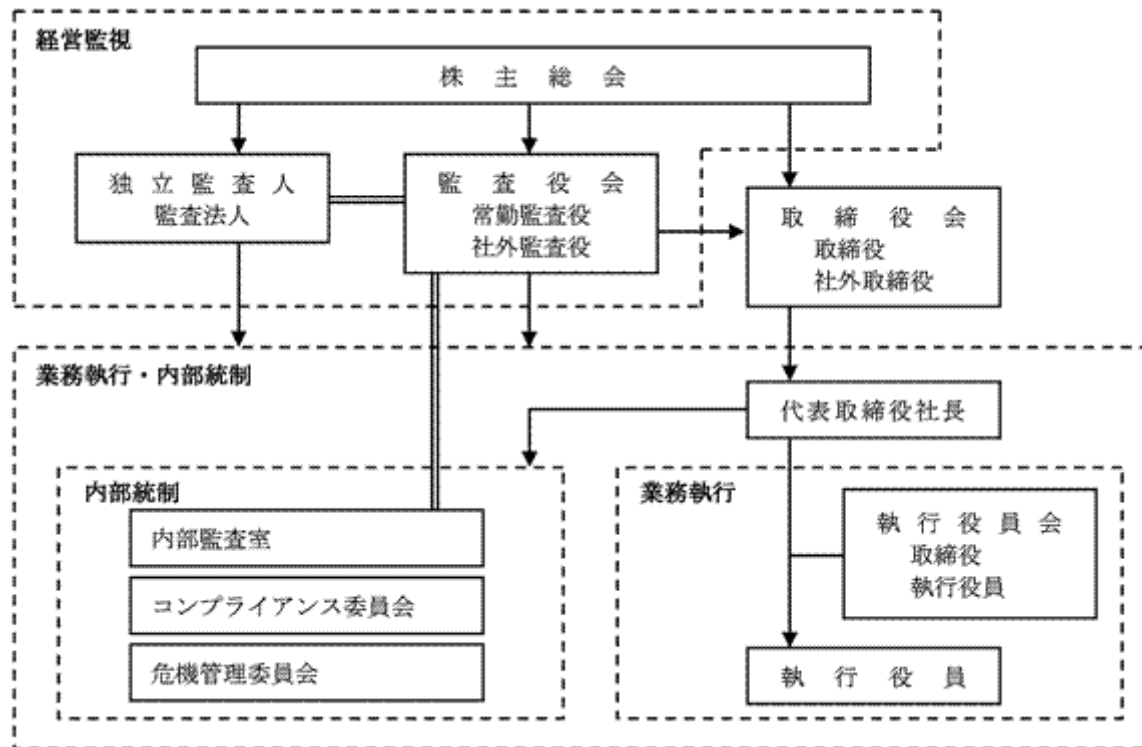 経営監視
株主総会
独立監査人
監査法人
監査役会
常勤監査役
社外監査役
取締役会
取締役
社外取締役
業務執行・内部統制
代表取締役社長
内部統制
内部監査室
コンプライアンス委員会
危機管理委員会
業務執行
執行役員会
取締役
執行役員
執行役員